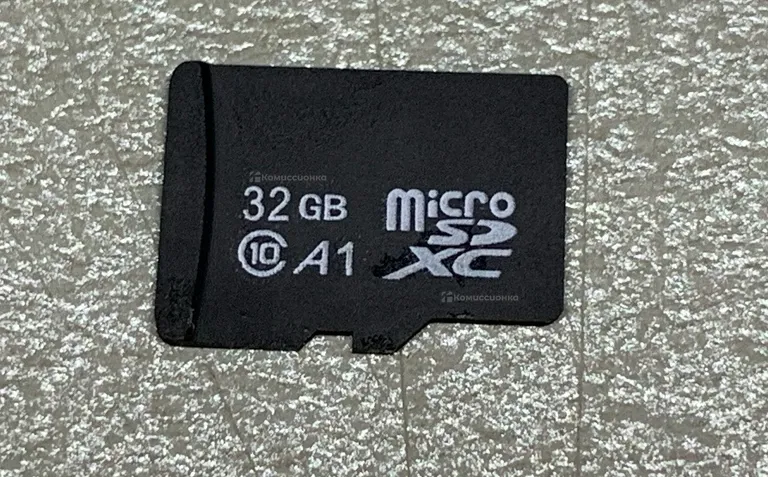 Комиссионка
32 GB
micro
SD
10 A1
XC
Комиссионка